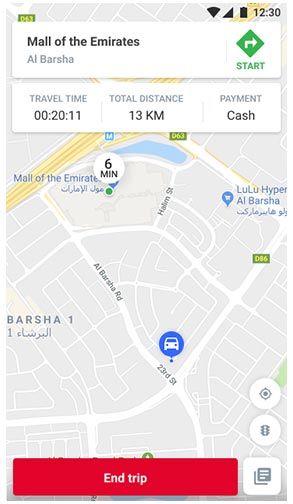 12:30
D63
Mall of the Emirates
Al Barsha
START
TRAVEL TIME
TOTAL DISTANCE
PAYMENT
00:20:11
13 KM
Cash
D63
6
MIN
Mall of the Emirates
مول الإمارات
Halim St
LuLu Hyper
Al Barsha
لولو هايبرماركت
D86
Al Barsha Rd
BARSHA 1
البرشاء 1
23rd St
End trip